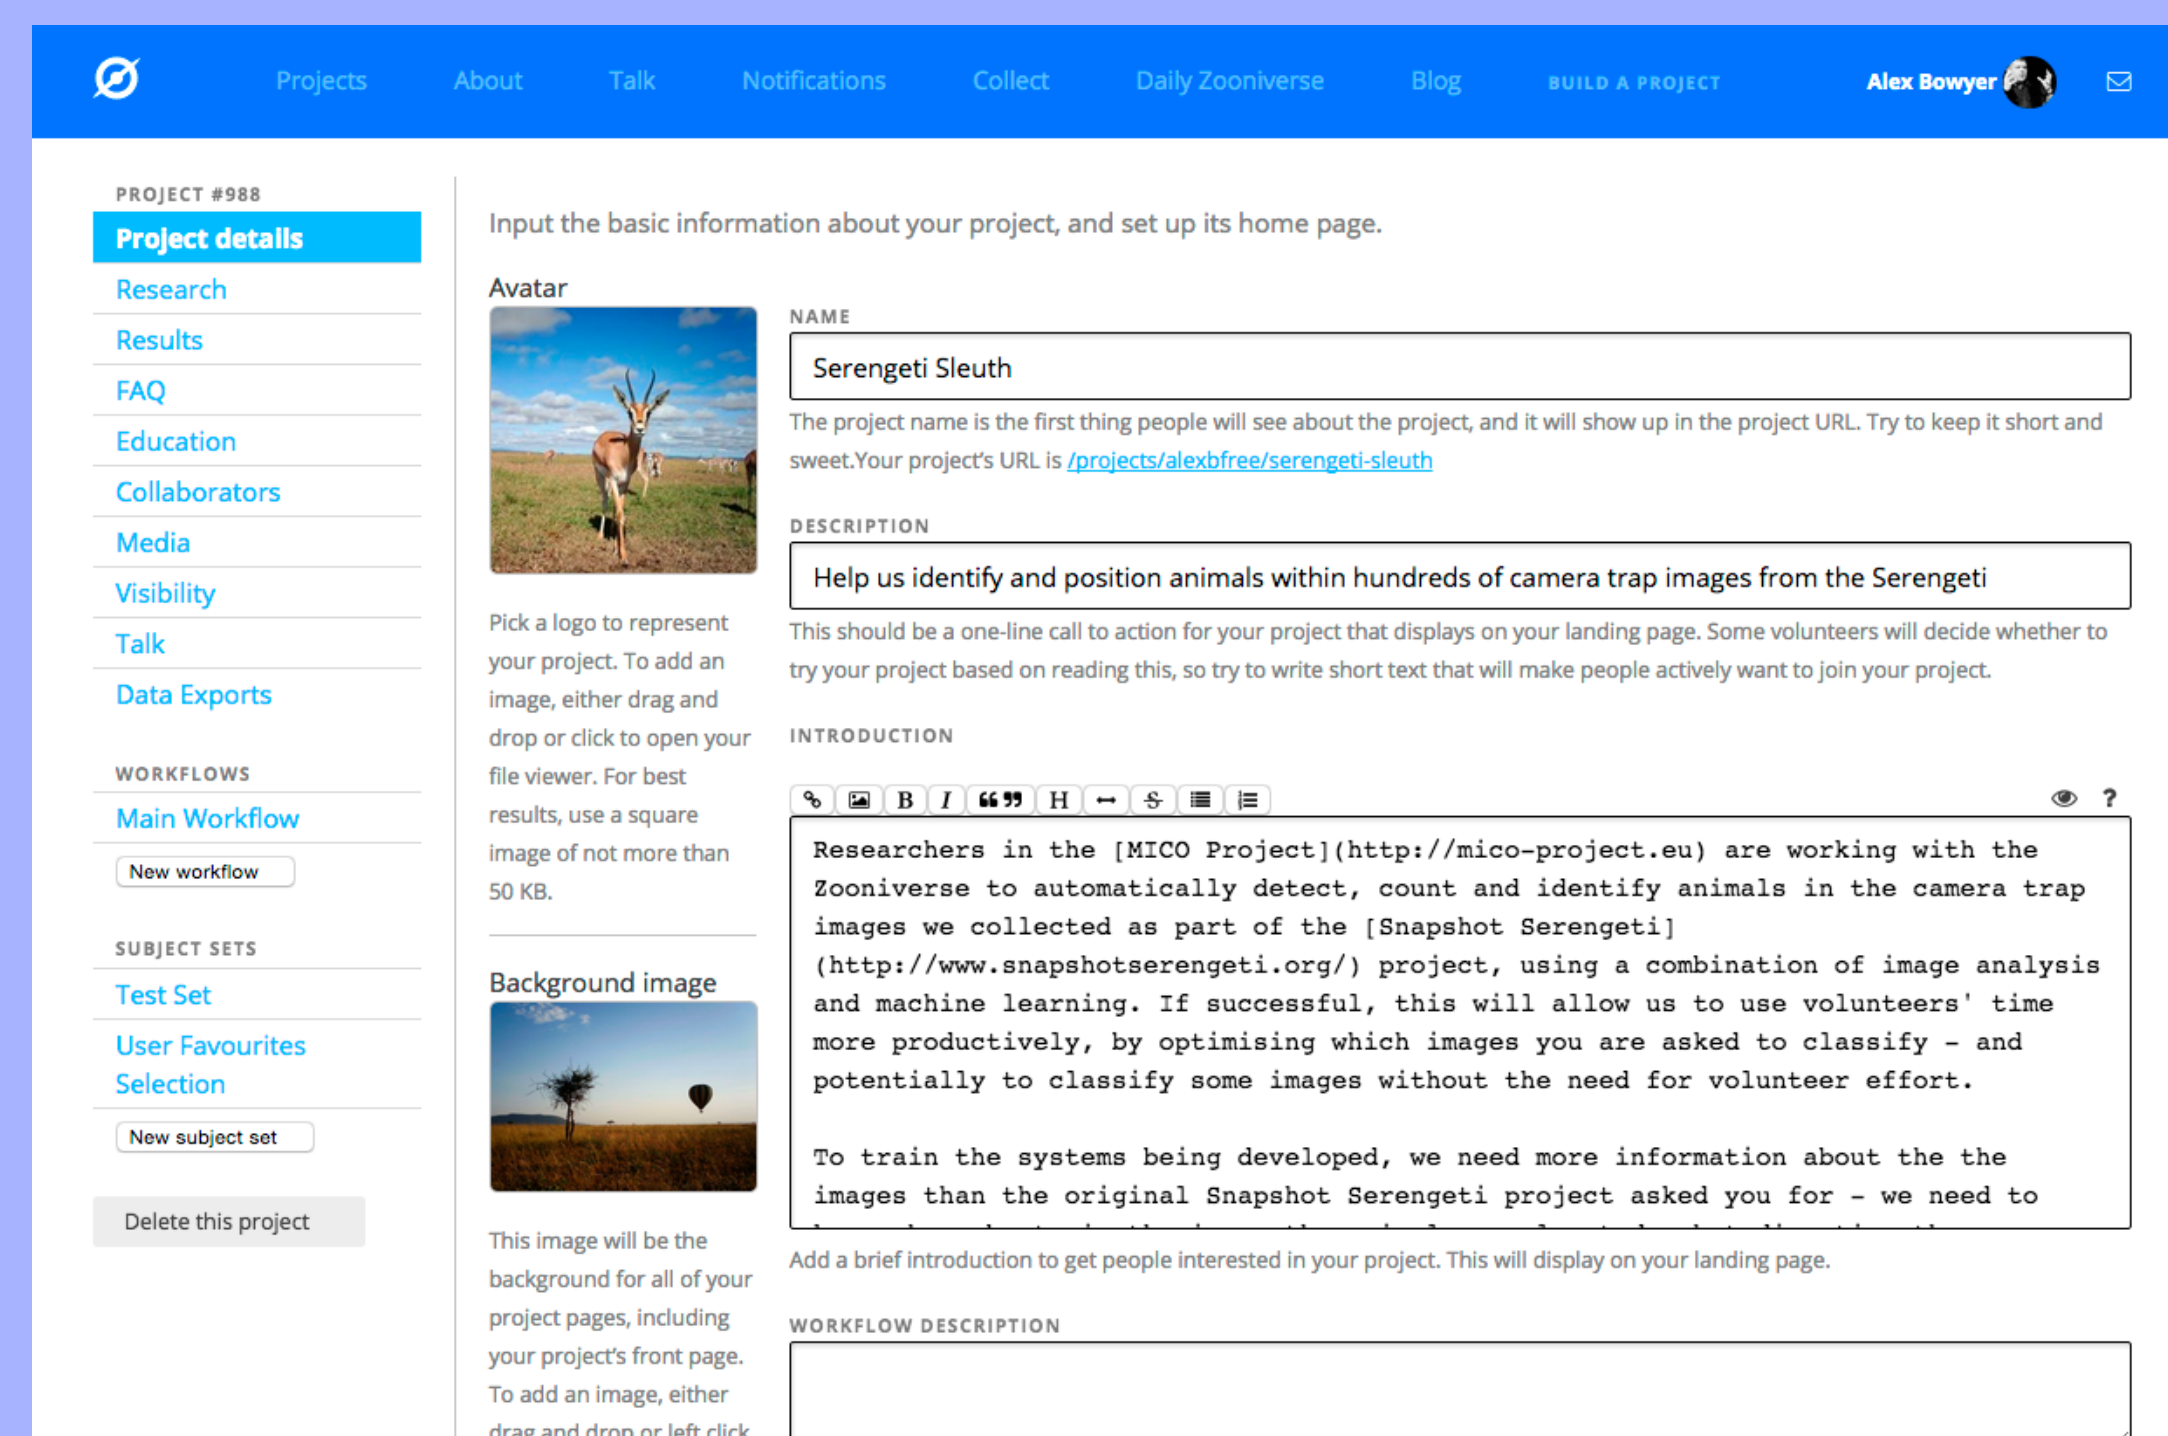 Projects About Talk Notifications Collect Daily Zooniverse Blog BUILD A PROJECT Alex Bowyer
PROJECT #988
Project details
Research
Results
FAQ
Education
Collaborators
Media
Visibility
Talk
Data Exports
WORKFLOWS
Main Workflow
New workflow
SUBJECT SETS
Test Set
User Favourites
Selection
New subject set
Delete this project
Input the basic information about your project, and set up its home page.
Avatar
Pick a logo to represent
your project. To add an
image, either drag and
drop or click to open your
file viewer. For best
results, use a square
image of not more than
50 KB.
Background image
This image will be the
background for all of your
project pages, including
your project's front page.
To add an image, either
drag and drop or left click
NAME
Serengeti Sleuth
The project name is the first thing people will see about the project, and it will show up in the project URL. Try to keep it short and
sweet.Your project's URL is /projects/alexbfree/serengeti-sleuth
DESCRIPTION
Help us identify and position animals within hundreds of camera trap images from the Serengeti
This should be a one-line call to action for your project that displays on your landing page. Some volunteers will decide whether to
try your project based on reading this, so try to write short text that will make people actively want to join your project.
INTRODUCTION
B I “ ” H S ?
Researchers in the [MICO Project](http://mico-project.eu) are working with the
Zooniverse to automatically detect, count and identify animals in the camera trap
images we collected as part of the [Snapshot Serengeti]
(http://www.snapshotserengeti.org/) project, using a combination of image analysis
and machine learning. If successful, this will allow us to use volunteers' time
more productively, by optimising which images you are asked to classify - and
potentially to classify some images without the need for volunteer effort.
To train the systems being developed, we need more information about the the
images than the original Snapshot Serengeti project asked you for - we need to
Add a brief introduction to get people interested in your project. This will display on your landing page.
WORKFLOW DESCRIPTION